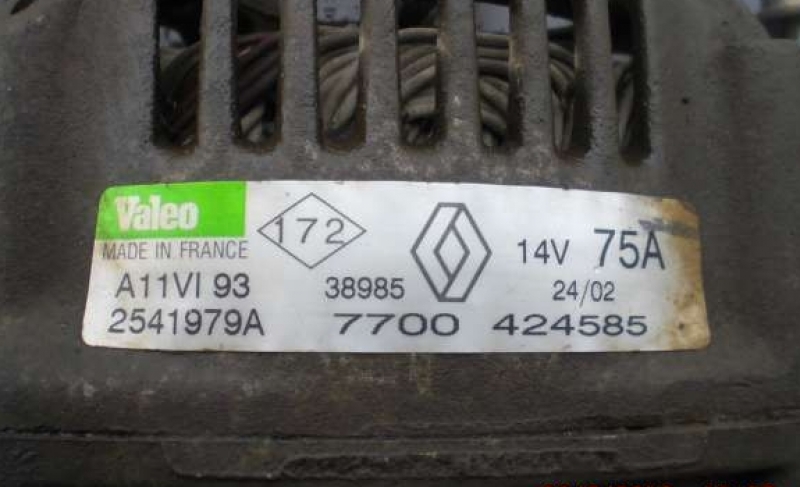 Valeo
172
MADE IN FRANCE
14V 75A
A11VI 93 38985 24/02
2541979A 7700 424585